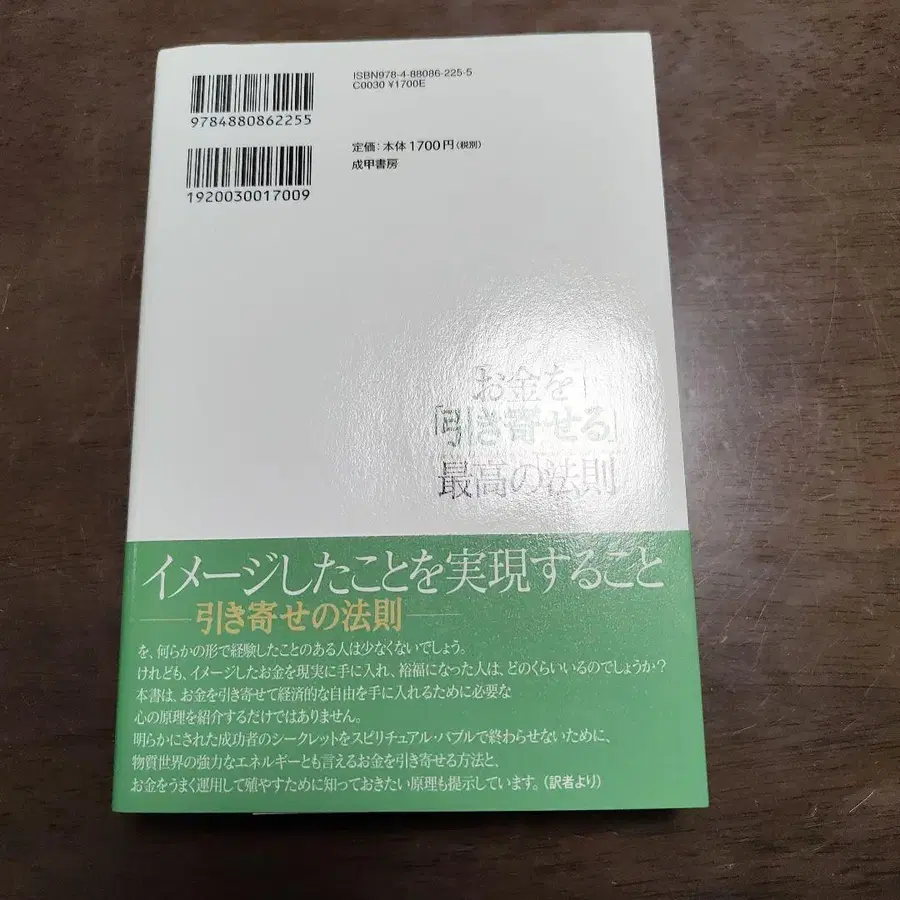 ISBN978-4-88086-225-5
C0030 ¥1700E
9784880862255
定価：本体1700円(税別)
成甲書房
1920030017009
お金を
「引き寄せる」
最高の法則
イメージしたことを実現すること
──引き寄せの法則──
を、何らかの形で経験したことのある人は少なくないでしょう。
けれども、イメージしたお金を現実に手に入れ、裕福になった人は、どのくらいいるのでしょうか？
本書は、お金を引き寄せて経済的な自由を手に入れるために必要な
心の原理を紹介するだけではありません。
明らかにされた成功者のシークレットをスピリチュアル・バブルで終わらせないために、
物質世界の強力なエネルギーとも言えるお金を引き寄せる方法と、
お金をうまく運用して殖やすために知っておきたい原理も提示しています。（訳者より）